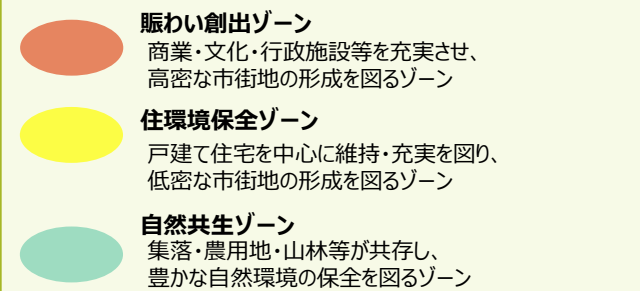 賑わい創出ゾーン
商業・文化・行政施設等を充実させ、
高密な市街地の形成を図るゾーン
住環境保全ゾーン
戸建て住宅を中心に維持・充実を図り、
低密な市街地の形成を図るゾーン
自然共生ゾーン
集落・農用地・山林等が共存し、
豊かな自然環境の保全を図るゾーン